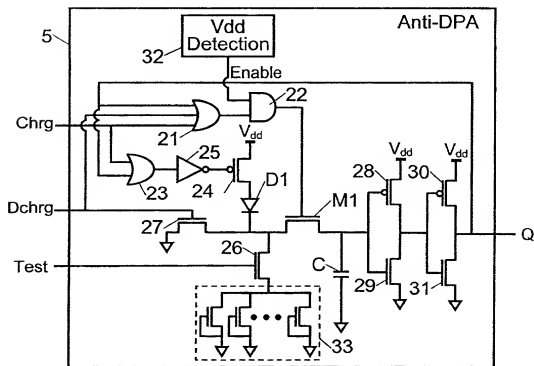 Anti-DPA
5
Vdd
Detection
32
Enable
22
Chrg
21
Vdd
25
28
Vdd
30
Vdd
23
24
D1
M1
Dchrg
27
Q
26
C
29
31
Test
33